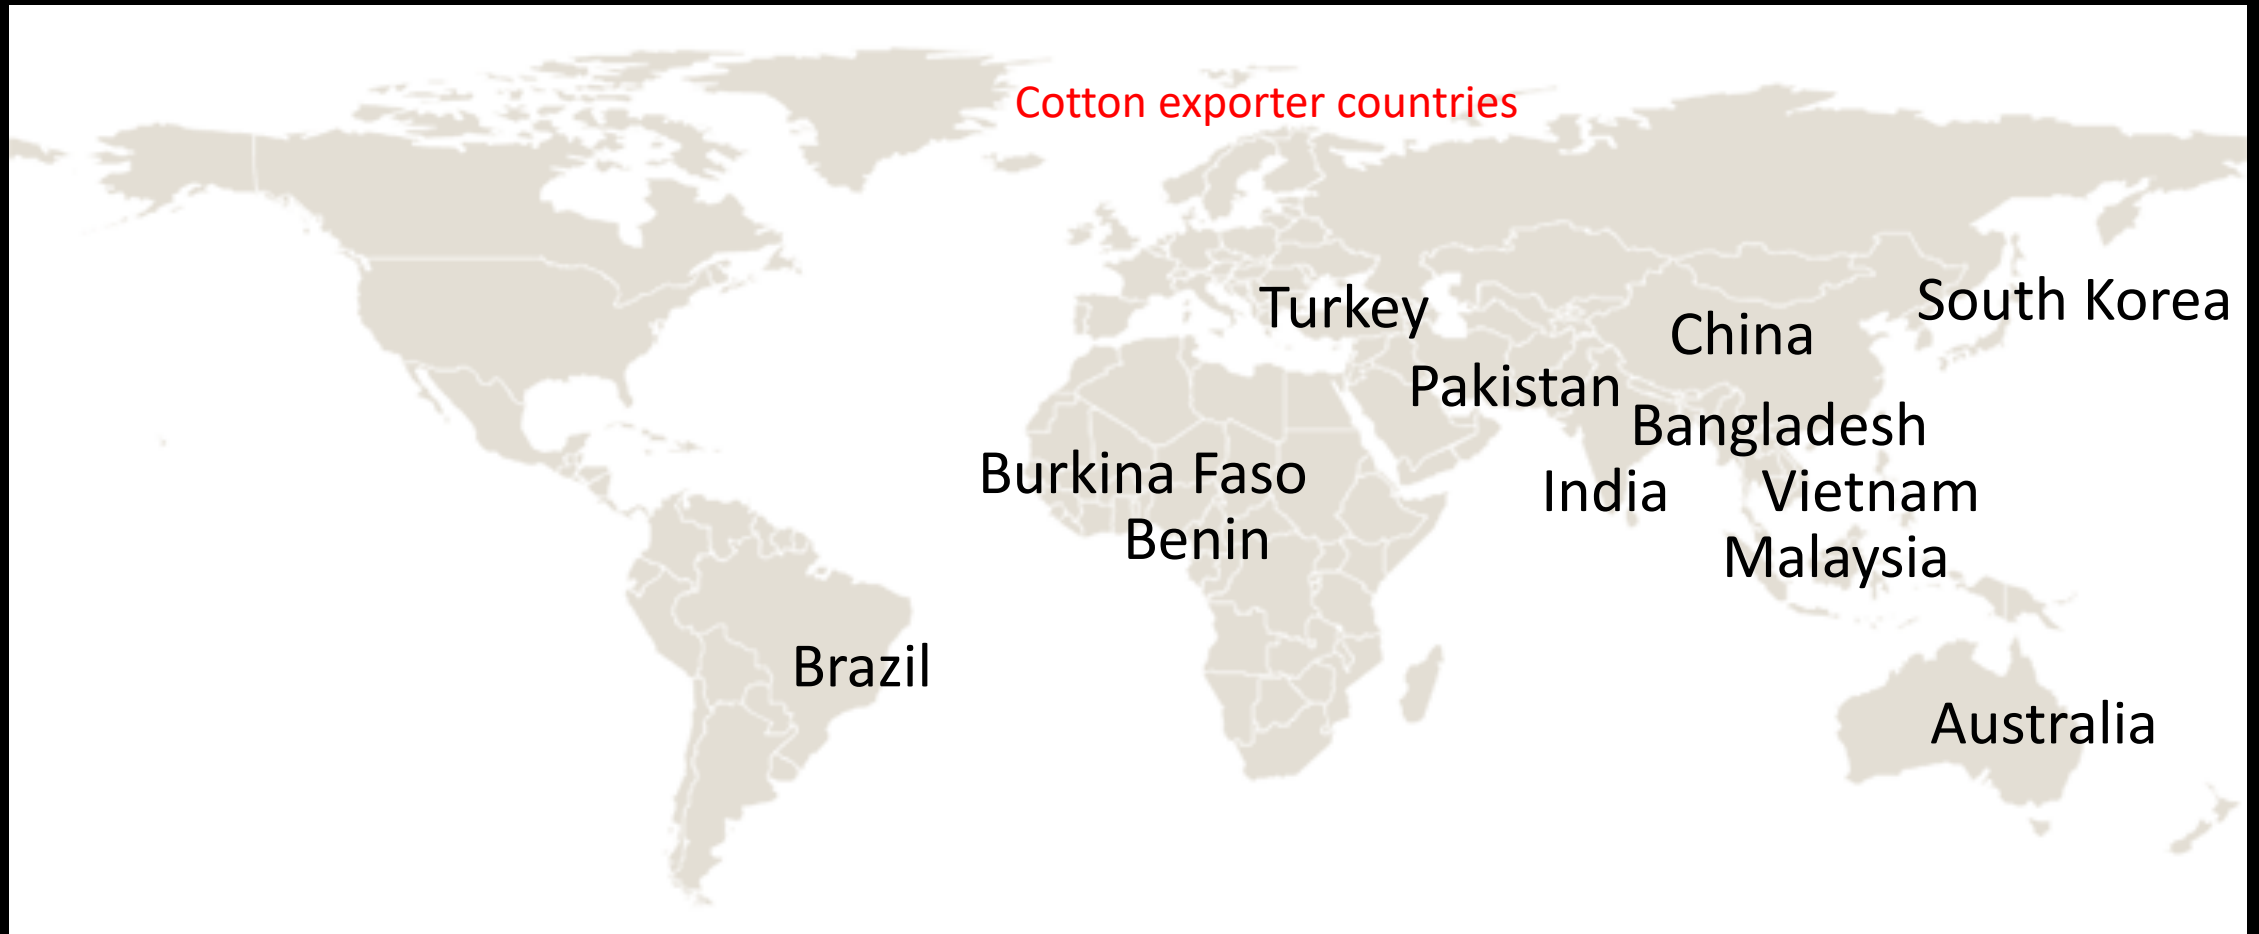 Cotton exporter countries
South Korea
Turkey
China
Pakistan
Bangladesh
Burkina Faso
India
Vietnam
Benin
Malaysia
Brazil
Australia